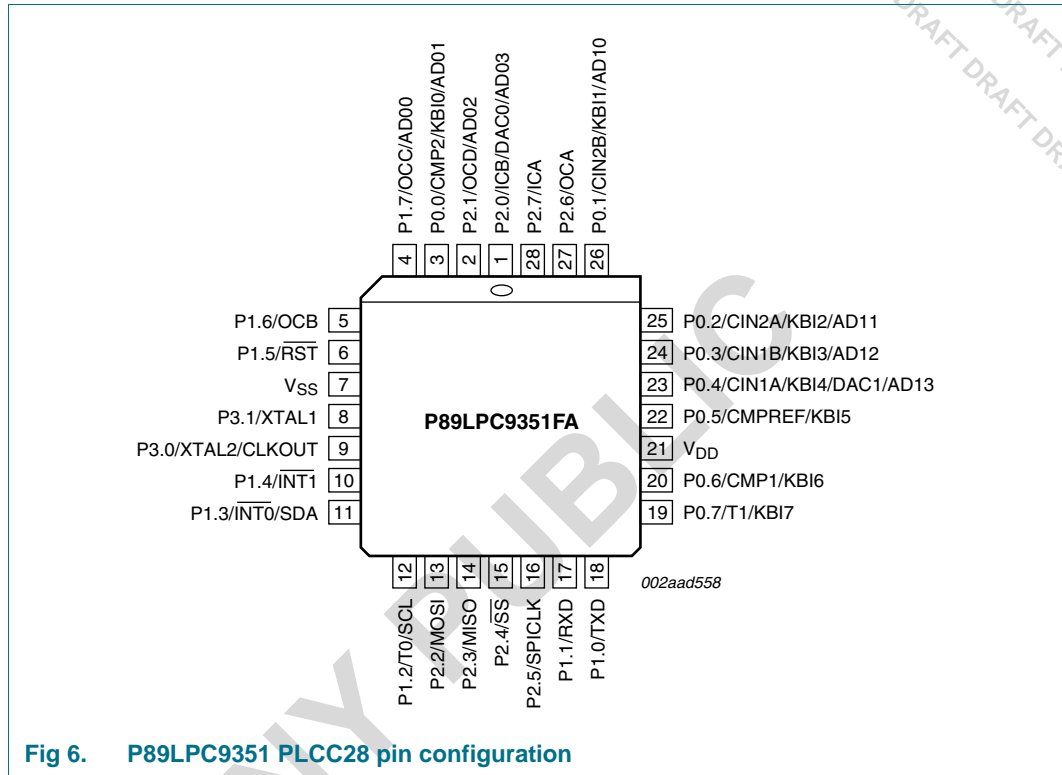 DRAFT DRAFT
DRAFT DRAFT DRA
P1.7/OCC/AD00
P0.0/CMP2/KBI0/AD01
P2.1/OCD/AD02
P2.0/ICB/DAC0/AD03
P2.7/ICA
P2.6/OCA
P0.1/CIN2B/KBI1/AD10
4 3 2 1 28 27 26
P1.6/OCB 5
P1.5/RST 6
VSS 7
P3.1/XTAL1 8
P3.0/XTAL2/CLKOUT 9
P1.4/INT1 10
P1.3/INT0/SDA 11
P89LPC9351FA
25 P0.2/CIN2A/KBI2/AD11
24 P0.3/CIN1B/KBI3/AD12
23 P0.4/CIN1A/KBI4/DAC1/AD13
22 P0.5/CMPREF/KBI5
21 VDD
20 P0.6/CMP1/KBI6
19 P0.7/T1/KBI7
12 13 14 15 16 17 18
P1.2/T0/SCL
P2.2/MOSI
P2.3/MISO
P2.4/SS
P2.5/SPICLK
P1.1/RXD
P1.0/TXD
002aad558
NY PUBLIC
Fig 6. P89LPC9351 PLCC28 pin configuration